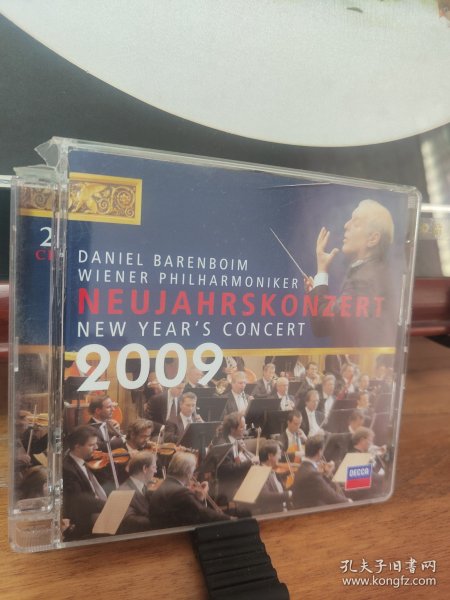 2
DANIEL BARENBOIM
WIENER PHILHARMONIKER
NEUJAHRSKONZERT
NEW YEAR'S CONCERT
2009
DECCA
孔夫子旧书网
www.kongfz.com